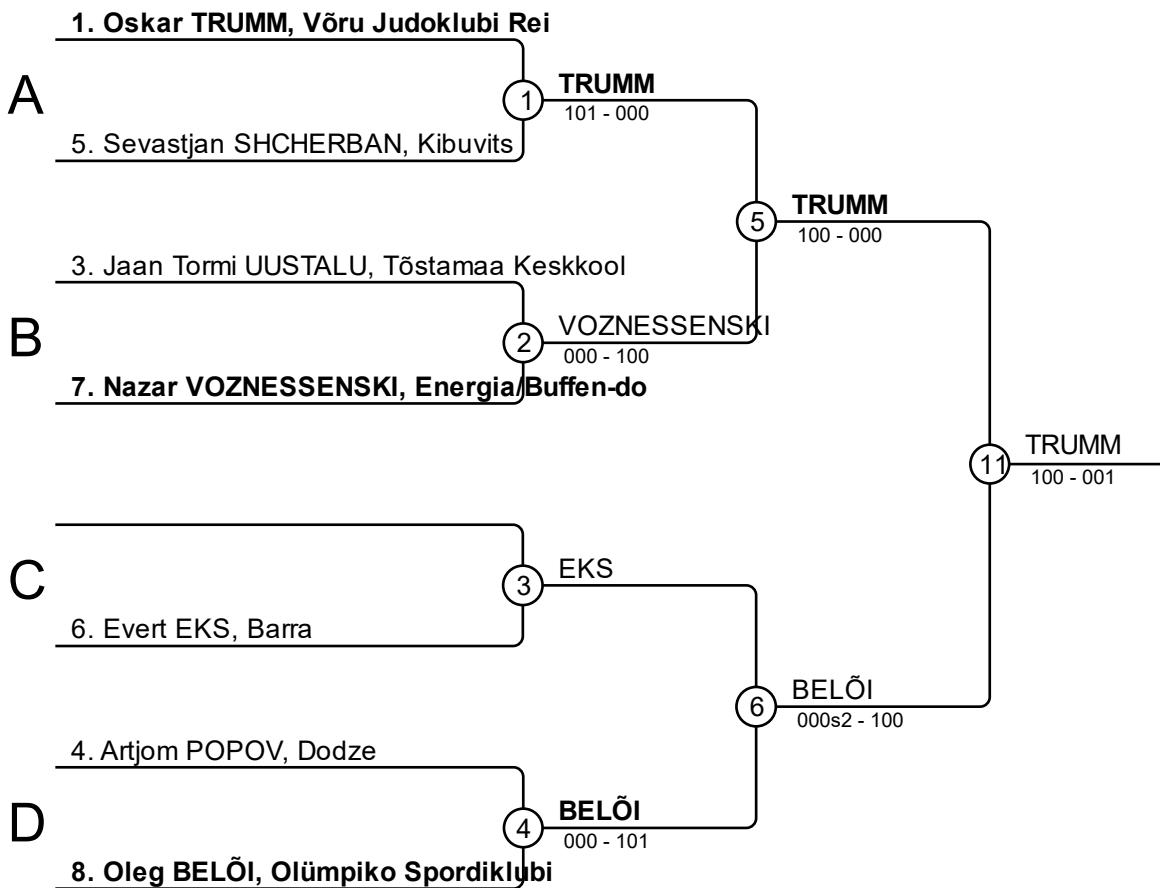 1. Oskar TRUMM, Võru Judoklubi Rei
A
1
TRUMM
101 - 000
5. Sevastjan SHCHERBAN, Kibuvits
5
TRUMM
100 - 000
3. Jaan Tormi UUSTALU, Tõstamaa Keskkool
B
2
VOZNESSENSKI
000 - 100
7. Nazar VOZNESSENSKI, Energia/Buffen-do
11
TRUMM
100 - 001
C
3
EKS
6. Evert EKS, Barra
6
BELÕI
000s2 - 100
4. Artjom POPOV, Dodze
D
4
BELÕI
000 - 101
8. Oleg BELÕI, Olümpiko Spordiklubi